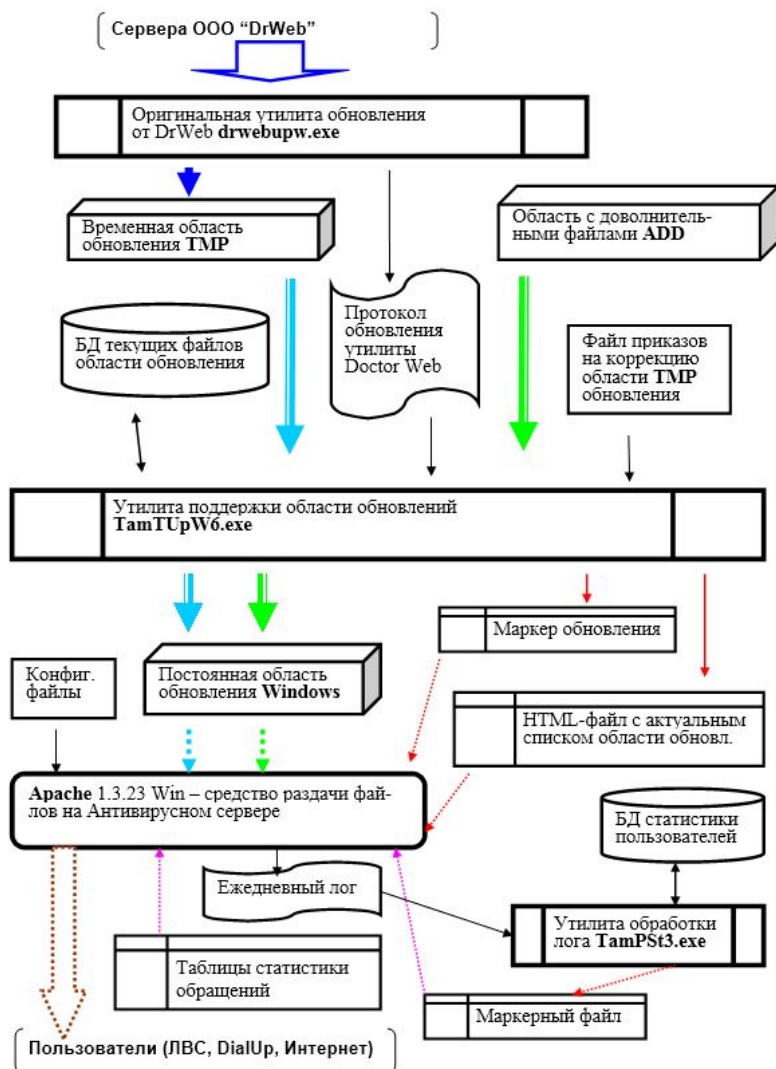 Сервера ООО “DrWeb”
Оригинальная утилита обновления
от DrWeb drwebupw.exe
Временная область
обновления TMP
Область с доволнитель-
ными файлами ADD
БД текущих файлов
области обновления
Протокол
обновления
утилиты
Doctor Web
Файл приказов
на коррекцию
области TMP
обновления
Утилита поддержки области обновлений
TamTUpW6.exe
Маркер обновления
Конфиг.
файлы
Постоянная область
обновления Windows
HTML-файл с актуальным
списком области обновл.
Apache 1.3.23 Win – средство раздачи фай-
лов на Антивирусном сервере
БД статистики
пользователей
Ежедневный лог
Утилита обработки
лога TamPSt3.exe
Таблицы статистики
обращений
Маркерный файл
Пользователи (ЛВС, DialUp, Интернет)